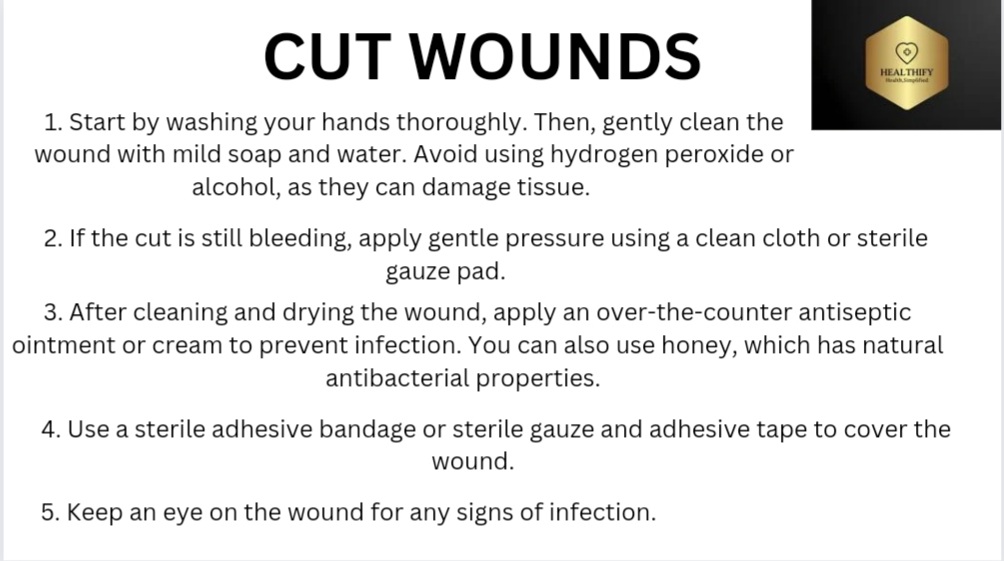 CUT WOUNDS
HEALTHIFY
Health,Simplified
1. Start by washing your hands thoroughly. Then, gently clean the
wound with mild soap and water. Avoid using hydrogen peroxide or
alcohol, as they can damage tissue.
2. If the cut is still bleeding, apply gentle pressure using a clean cloth or sterile
gauze pad.
3. After cleaning and drying the wound, apply an over-the-counter antiseptic
ointment or cream to prevent infection. You can also use honey, which has natural
antibacterial properties.
4. Use a sterile adhesive bandage or sterile gauze and adhesive tape to cover the
wound.
5. Keep an eye on the wound for any signs of infection.